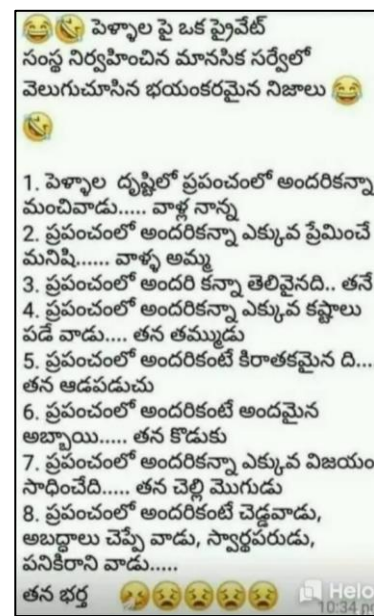 😂🤣 పెళ్ళాల పై ఒక ప్రైవేట్
సంస్థ నిర్వహించిన మానసిక సర్వేలో
వెలుగుచూసిన భయంకరమైన నిజాలు 😂
🤣
1. పెళ్ళాల దృష్టిలో ప్రపంచంలో అందరికన్నా
మంచివాడు..... వాళ్ల నాన్న
2. ప్రపంచంలో అందరికన్నా ఎక్కువ ప్రేమించే
మనిషి...... వాళ్ళ అమ్మ
3. ప్రపంచంలో అందరి కన్నా తెలివైనది.. తనే
4. ప్రపంచంలో అందరికన్నా ఎక్కువ కష్టాలు
పడే వాడు.... తన తమ్ముడు
5. ప్రపంచంలో అందరికంటే కిరాతకమైన ది...
తన ఆడపడుచు
6. ప్రపంచంలో అందరికంటే అందమైన
అబ్బాయి..... తన కొడుకు
7. ప్రపంచంలో అందరికన్నా ఎక్కువ విజయం
సాధించేది..... తన చెల్లి మొగుడు
8. ప్రపంచంలో అందరికంటే చెడ్డవాడు,
అబద్ధాలు చెప్పే వాడు, స్వార్థపరుడు,
పనికిరాని వాడు.....
తన భర్త 🤧😣😣😣😣
Helo
10:34 p